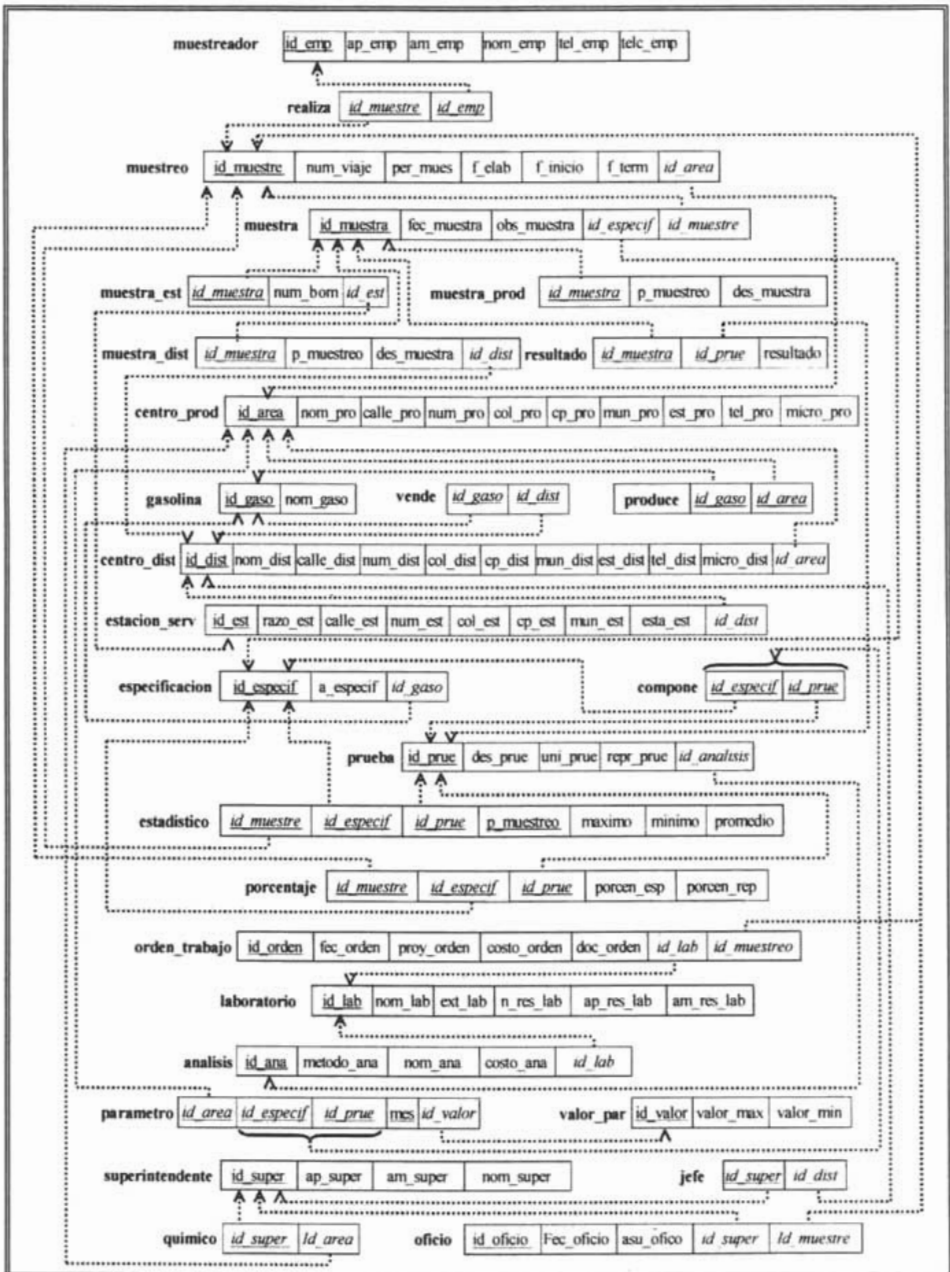 muestreador id_emp ap_emp am_emp nom_emp tel_emp telc_emp
realiza id_muestre id_emp
muestreo id_muestre num_viaje per_mues f_elab f_inicio f_term id_area
muestra id_muestra fec_muestra obs_muestra id_especif id_muestre
muestra_est id_muestra num_bom id_est muestra_prod id_muestra p_muestreo des_muestra
muestra_dist id_muestra p_muestreo des_muestra id_dist resultado id_muestra id_prue resultado
centro_prod id_area nom_pro calle_pro num_pro col_pro cp_pro mun_pro est_pro tel_pro micro_pro
gasolina id_gaso nom_gaso vende id_gaso id_dist produce id_gaso id_area
centro_dist id_dist nom_dist calle_dist num_dist col_dist cp_dist mun_dist est_dist tel_dist micro_dist id_area
estacion_serv id_est razo_est calle_est num_est col_est cp_est mun_est esta_est id_dist
especificacion id_especif a_especif id_gaso compone id_especif id_prue
prueba id_prue des_prue uni_prue repr_prue id_analisis
estadistico id_muestre id_especif id_prue p_muestreo maximo minimo promedio
porcentaje id_muestre id_especif id_prue porcen_esp porcen_rep
orden_trabajo id_orden fec_orden proy_orden costo_orden doc_orden id_lab id_muestreo
laboratorio id_lab nom_lab ext_lab n_res_lab ap_res_lab am_res_lab
analisis id_ana metodo_ana nom_ana costo_ana id_lab
parametro id_area id_especif id_prue mes id_valor valor_par id_valor valor_max valor_min
superintendente id_super ap_super am_super nom_super jefe id_super id_dist
quimico id_super Id_area oficio id_oficio Fec_oficio asu_ofico id_super Id_muestre